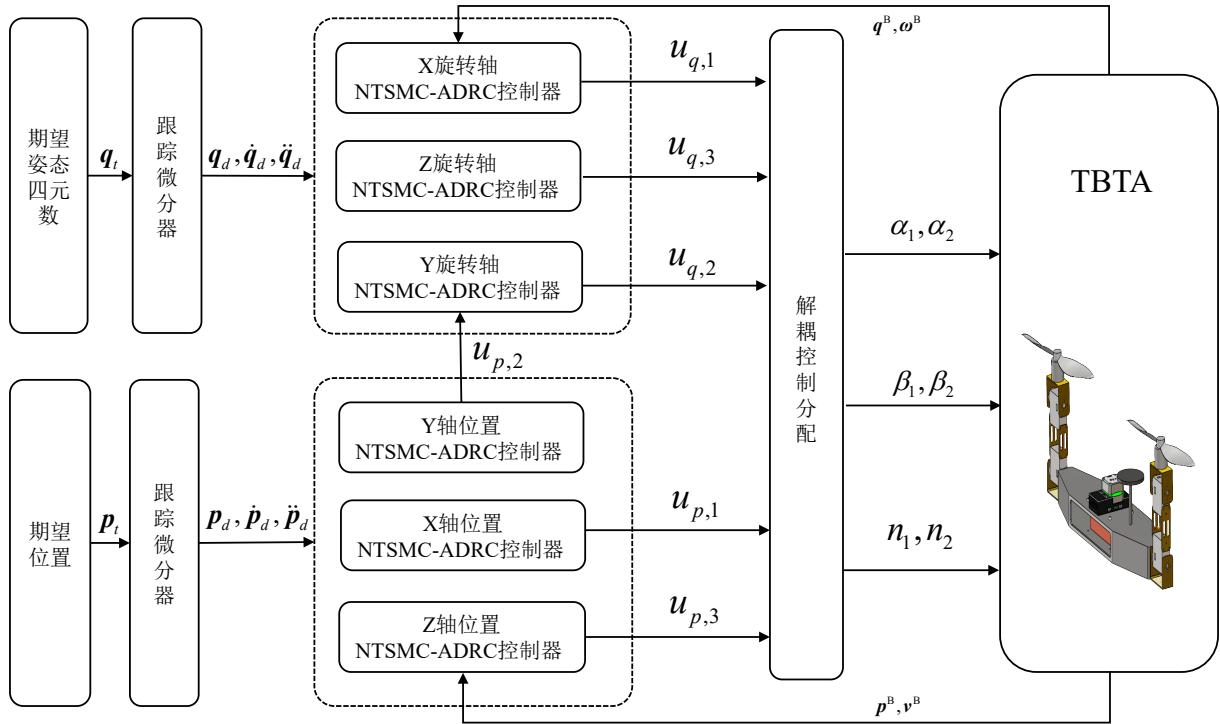 期望
姿态
四元
数
q_t
跟
踪
微
分
器
q_d, q̇_d, q̈_d
X旋转轴
NTSMC-ADRC控制器
Z旋转轴
NTSMC-ADRC控制器
Y旋转轴
NTSMC-ADRC控制器
u_{q,1}
u_{q,3}
u_{q,2}
u_{p,2}
期望
位置
p_t
跟
踪
微
分
器
p_d, ṗ_d, p̈_d
Y轴位置
NTSMC-ADRC控制器
X轴位置
NTSMC-ADRC控制器
Z轴位置
NTSMC-ADRC控制器
u_{p,1}
u_{p,3}
解
耦
控
制
分
配
α_1, α_2
β_1, β_2
n_1, n_2
q^B, ω^B
TBTA
p^B, v^B